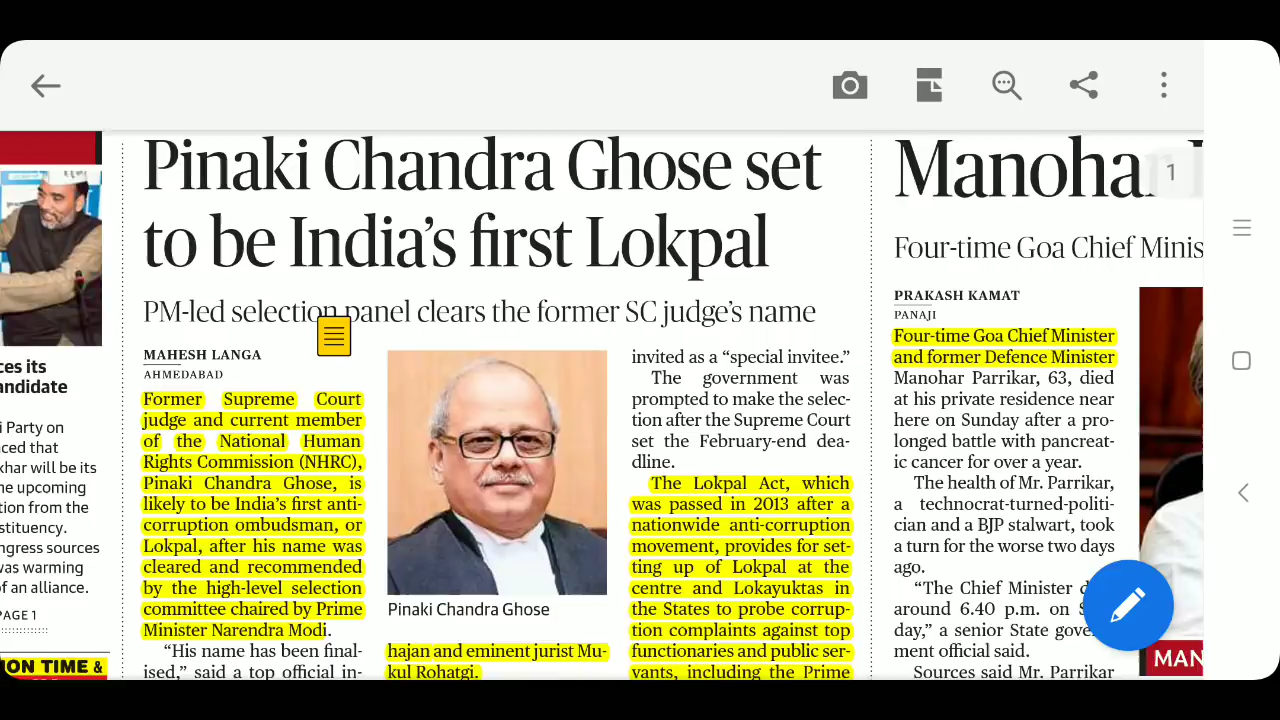 1
ces its
andidate
i Party on
nced that
khar will be its
ne upcoming
tion from the
stituency.
ngress sources
was warming
of an alliance.
PAGE 1
ION TIME &
Pinaki Chandra Ghose set
to be India's first Lokpal
PM-led selection panel clears the former SC judge's name
MAHESH LANGA
AHMEDABAD
Former Supreme Court
judge and current member
of the National Human
Rights Commission (NHRC),
Pinaki Chandra Ghose, is
likely to be India's first anti-
corruption ombudsman, or
Lokpal, after his name was
cleared and recommended
by the high-level selection
committee chaired by Prime
Minister Narendra Modi.
"His name has been final-
ised," said a top official in-
Pinaki Chandra Ghose
hajan and eminent jurist Mu-
kul Rohatgi.
invited as a "special invitee."
The government was
prompted to make the selec-
tion after the Supreme Court
set the February-end dea-
dline.
The Lokpal Act, which
was passed in 2013 after a
nationwide anti-corruption
movement, provides for set-
ting up of Lokpal at the
centre and Lokayuktas in
the States to probe corrup-
tion complaints against top
functionaries and public ser-
vants, including the Prime
Manohar
Four-time Goa Chief Minis
PRAKASH KAMAT
PANAJI
Four-time Goa Chief Minister
and former Defence Minister
Manohar Parrikar, 63, died
at his private residence near
here on Sunday after a pro-
longed battle with pancreat-
ic cancer for over a year.
The health of Mr. Parrikar,
a technocrat-turned-politi-
cian and a BJP stalwart, took
a turn for the worse two days
ago.
"The Chief Minister d
around 6.40 p.m. on S
day," a senior State gove
ment official said.
Sources said Mr. Parrikar
MAN